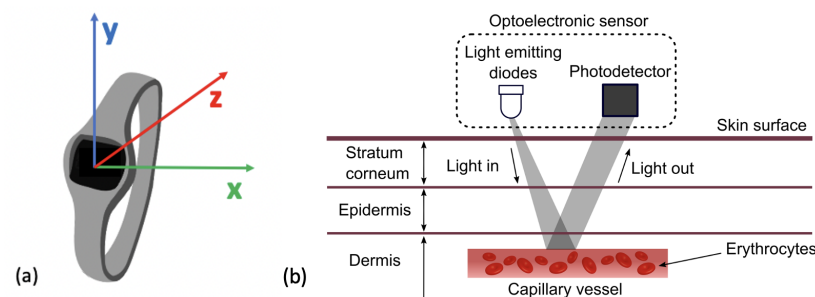 y
z
x
(a)
Optoelectronic sensor
Light emitting
diodes
Photodetector
Skin surface
Stratum
corneum
Light in
Light out
Epidermis
Dermis
Erythrocytes
Capillary vessel
(b)